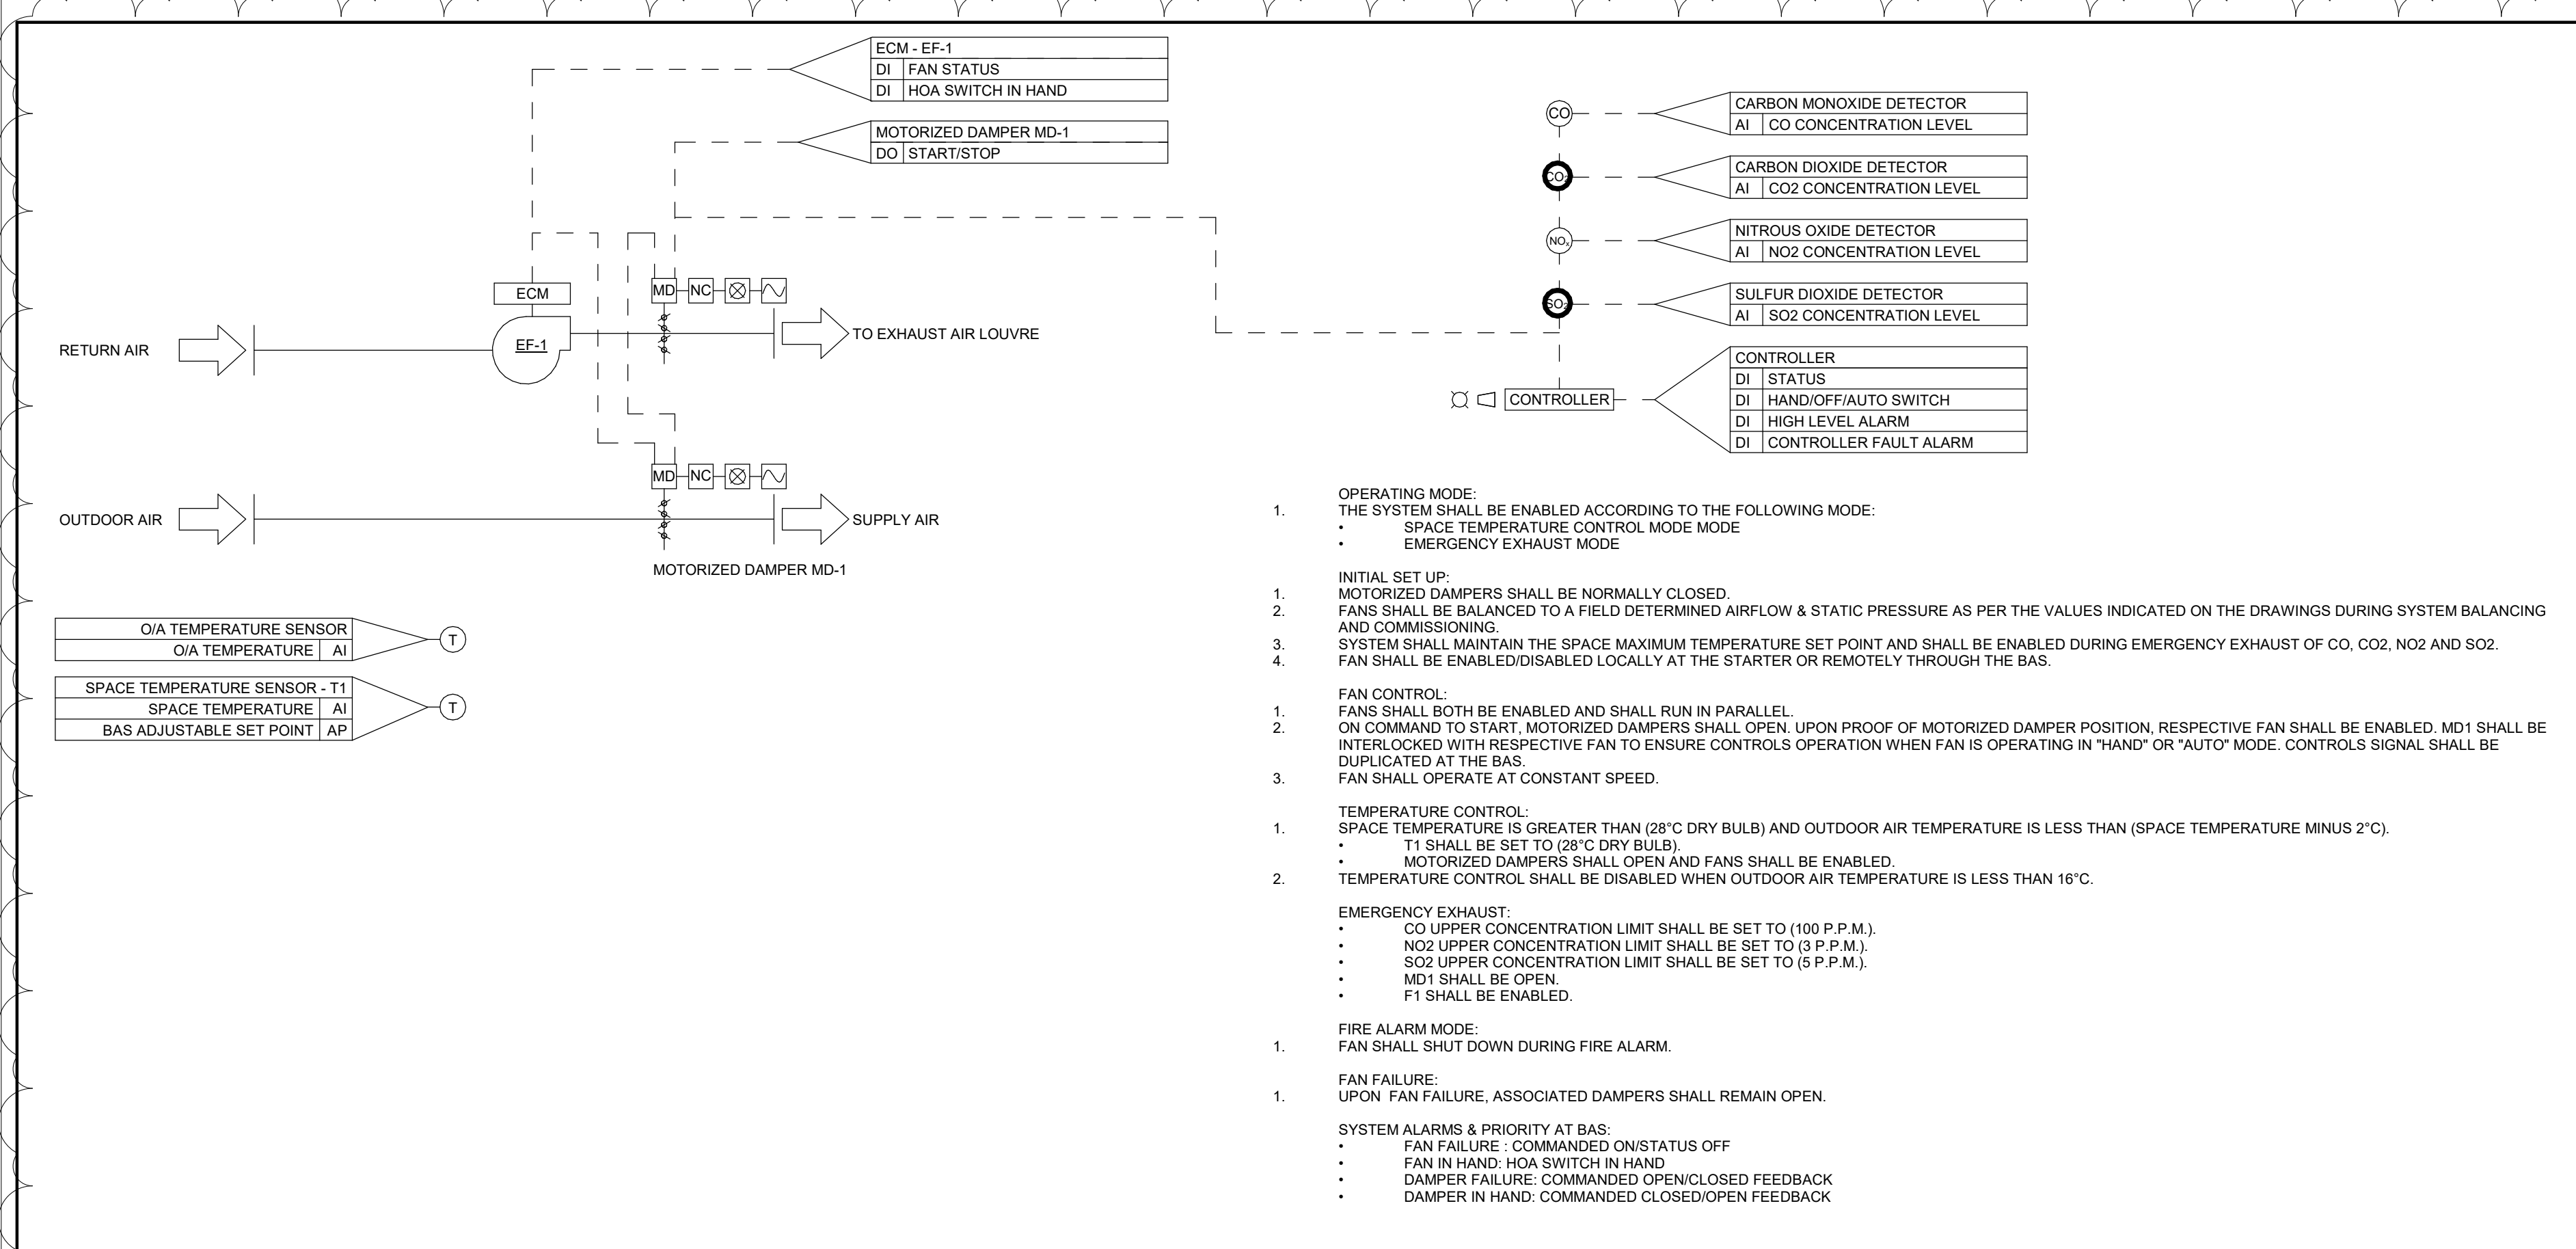 ECM - EF-1
DI FAN STATUS
DI HOA SWITCH IN HAND
MOTORIZED DAMPER MD-1
DO START/STOP
ECM
MD NC
RETURN AIR
EF-1
TO EXHAUST AIR LOUVRE
MD NC
OUTDOOR AIR
SUPPLY AIR
MOTORIZED DAMPER MD-1
O/A TEMPERATURE SENSOR
O/A TEMPERATURE AI
T
SPACE TEMPERATURE SENSOR - T1
SPACE TEMPERATURE AI
BAS ADJUSTABLE SET POINT AP
T
CO
CARBON MONOXIDE DETECTOR
AI CO CONCENTRATION LEVEL
CO2
CARBON DIOXIDE DETECTOR
AI CO2 CONCENTRATION LEVEL
NOx
NITROUS OXIDE DETECTOR
AI NO2 CONCENTRATION LEVEL
SO2
SULFUR DIOXIDE DETECTOR
AI SO2 CONCENTRATION LEVEL
CONTROLLER
CONTROLLER
DI STATUS
DI HAND/OFF/AUTO SWITCH
DI HIGH LEVEL ALARM
DI CONTROLLER FAULT ALARM
OPERATING MODE:
1. THE SYSTEM SHALL BE ENABLED ACCORDING TO THE FOLLOWING MODE:
• SPACE TEMPERATURE CONTROL MODE MODE
• EMERGENCY EXHAUST MODE
INITIAL SET UP:
1. MOTORIZED DAMPERS SHALL BE NORMALLY CLOSED.
2. FANS SHALL BE BALANCED TO A FIELD DETERMINED AIRFLOW & STATIC PRESSURE AS PER THE VALUES INDICATED ON THE DRAWINGS DURING SYSTEM BALANCING
AND COMMISSIONING.
3. SYSTEM SHALL MAINTAIN THE SPACE MAXIMUM TEMPERATURE SET POINT AND SHALL BE ENABLED DURING EMERGENCY EXHAUST OF CO, CO2, NO2 AND SO2.
4. FAN SHALL BE ENABLED/DISABLED LOCALLY AT THE STARTER OR REMOTELY THROUGH THE BAS.
FAN CONTROL:
1. FANS SHALL BOTH BE ENABLED AND SHALL RUN IN PARALLEL.
2. ON COMMAND TO START, MOTORIZED DAMPERS SHALL OPEN. UPON PROOF OF MOTORIZED DAMPER POSITION, RESPECTIVE FAN SHALL BE ENABLED. MD1 SHALL BE
INTERLOCKED WITH RESPECTIVE FAN TO ENSURE CONTROLS OPERATION WHEN FAN IS OPERATING IN "HAND" OR "AUTO" MODE. CONTROLS SIGNAL SHALL BE
DUPLICATED AT THE BAS.
3. FAN SHALL OPERATE AT CONSTANT SPEED.
TEMPERATURE CONTROL:
1. SPACE TEMPERATURE IS GREATER THAN (28°C DRY BULB) AND OUTDOOR AIR TEMPERATURE IS LESS THAN (SPACE TEMPERATURE MINUS 2°C).
• T1 SHALL BE SET TO (28°C DRY BULB).
• MOTORIZED DAMPERS SHALL OPEN AND FANS SHALL BE ENABLED.
2. TEMPERATURE CONTROL SHALL BE DISABLED WHEN OUTDOOR AIR TEMPERATURE IS LESS THAN 16°C.
EMERGENCY EXHAUST:
• CO UPPER CONCENTRATION LIMIT SHALL BE SET TO (100 P.P.M.).
• NO2 UPPER CONCENTRATION LIMIT SHALL BE SET TO (3 P.P.M.).
• SO2 UPPER CONCENTRATION LIMIT SHALL BE SET TO (5 P.P.M.).
• MD1 SHALL BE OPEN.
• F1 SHALL BE ENABLED.
FIRE ALARM MODE:
1. FAN SHALL SHUT DOWN DURING FIRE ALARM.
FAN FAILURE:
1. UPON FAN FAILURE, ASSOCIATED DAMPERS SHALL REMAIN OPEN.
SYSTEM ALARMS & PRIORITY AT BAS:
• FAN FAILURE : COMMANDED ON/STATUS OFF
• FAN IN HAND: HOA SWITCH IN HAND
• DAMPER FAILURE: COMMANDED OPEN/CLOSED FEEDBACK
• DAMPER IN HAND: COMMANDED CLOSED/OPEN FEEDBACK